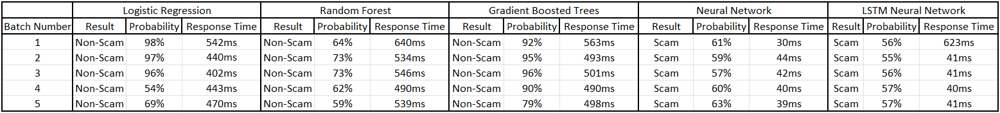 Logistic Regression Random Forest Gradient Boosted Trees Neural Network LSTM Neural Network
Batch Number Result Probability Response Time Result Probability Response Time Result Probability Response Time Result Probability Response Time Result Probability Response Time
1 Non-Scam 98% 542ms Non-Scam 64% 640ms Non-Scam 92% 563ms Scam 61% 30ms Scam 56% 623ms
2 Non-Scam 97% 440ms Non-Scam 73% 534ms Non-Scam 95% 493ms Scam 59% 44ms Scam 55% 41ms
3 Non-Scam 96% 402ms Non-Scam 73% 546ms Non-Scam 96% 501ms Scam 57% 42ms Scam 56% 41ms
4 Non-Scam 54% 443ms Non-Scam 62% 490ms Non-Scam 90% 490ms Scam 60% 40ms Scam 57% 40ms
5 Non-Scam 69% 470ms Non-Scam 59% 539ms Non-Scam 79% 498ms Scam 63% 39ms Scam 57% 41ms